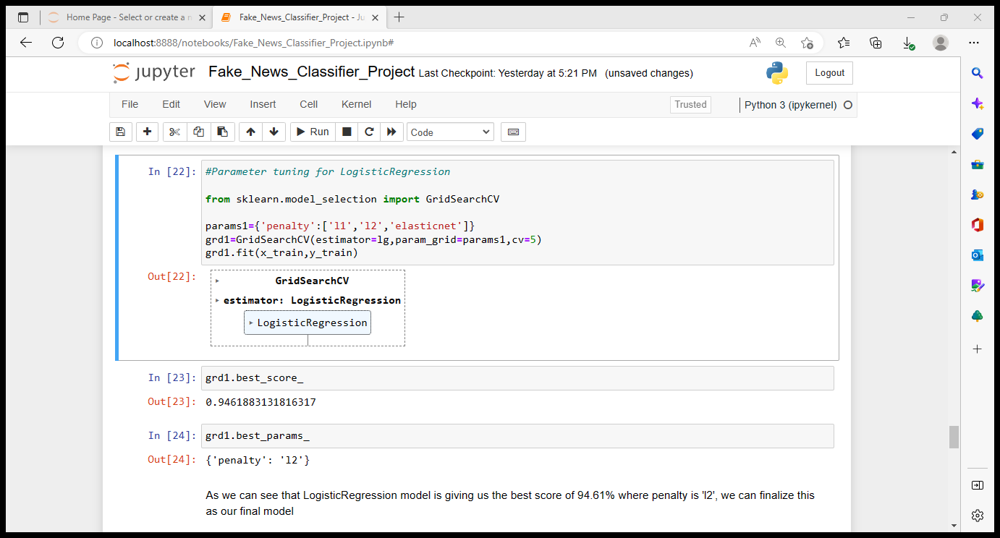 Home Page - Select or create a n
Fake_News_Classifier_Project - Ju
localhost:8888/notebooks/Fake_News_Classifier_Project.ipynb#
jupyter Fake_News_Classifier_Project Last Checkpoint: Yesterday at 5:21 PM (unsaved changes)
Logout
File Edit View Insert Cell Kernel Help
Trusted
Python 3 (ipykernel)
Run
Code
In [22]: #Parameter tuning for LogisticRegression
from sklearn.model_selection import GridSearchCV
params1={'penalty':['l1','l2','elasticnet']}
grd1=GridSearchCV(estimator=lg,param_grid=params1,cv=5)
grd1.fit(x_train,y_train)
Out[22]:
GridSearchCV
estimator: LogisticRegression
LogisticRegression
In [23]: grd1.best_score_
Out[23]: 0.9461883131816317
In [24]: grd1.best_params_
Out[24]: {'penalty': 'l2'}
As we can see that LogisticRegression model is giving us the best score of 94.61% where penalty is 'l2', we can finalize this
as our final model